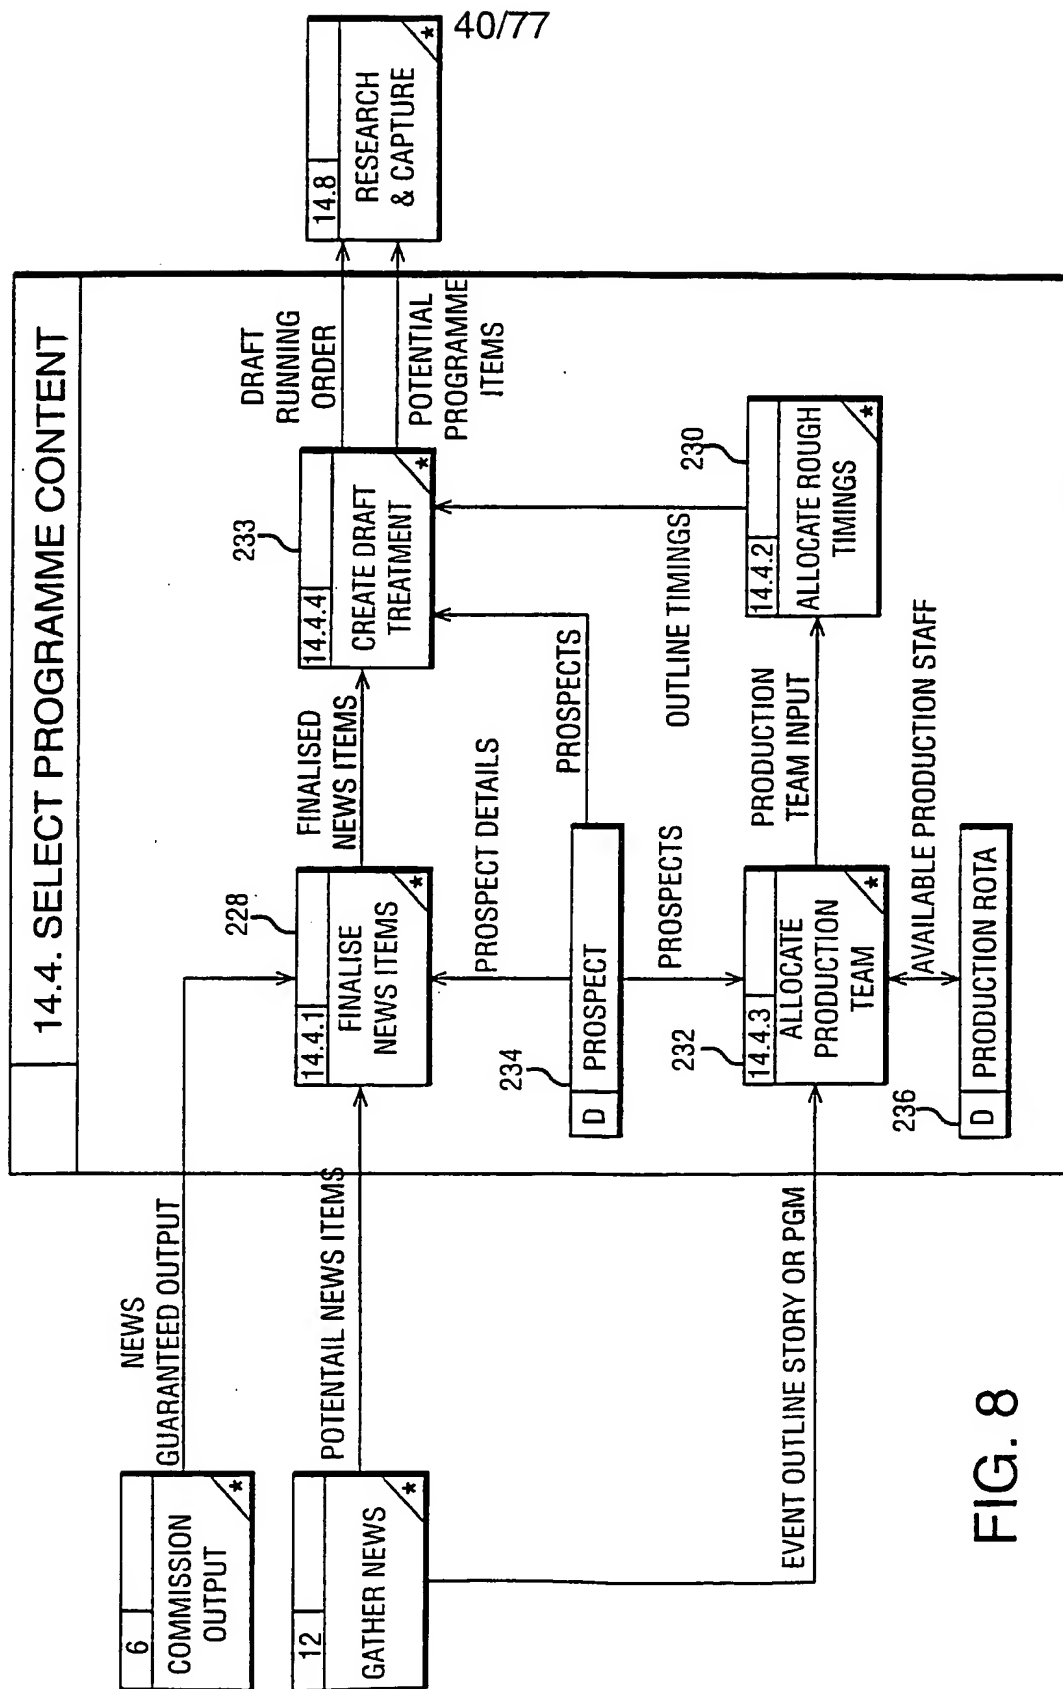 40/77
14.4. SELECT PROGRAMME CONTENT
6
COMMISSION
OUTPUT
*
NEWS
GUARANTEED OUTPUT
12
GATHER NEWS
*
POTENTAIL NEWS ITEMS
EVENT OUTLINE STORY OR PGM
228
14.4.1
FINALISE
NEWS ITEMS
*
FINALISED
NEWS ITEMS
233
14.4.4
CREATE DRAFT
TREATMENT
*
DRAFT
RUNNING
ORDER
POTENTIAL
PROGRAMME
ITEMS
14.8
RESEARCH
& CAPTURE
*
PROSPECT DETAILS
234
D
PROSPECT
PROSPECTS
PROSPECTS
OUTLINE TIMINGS
232
14.4.3
ALLOCATE
PRODUCTION
TEAM
*
PRODUCTION
TEAM INPUT
230
14.4.2
ALLOCATE ROUGH
TIMINGS
*
AVAILABLE PRODUCTION STAFF
236
D
PRODUCTION ROTA
FIG. 8